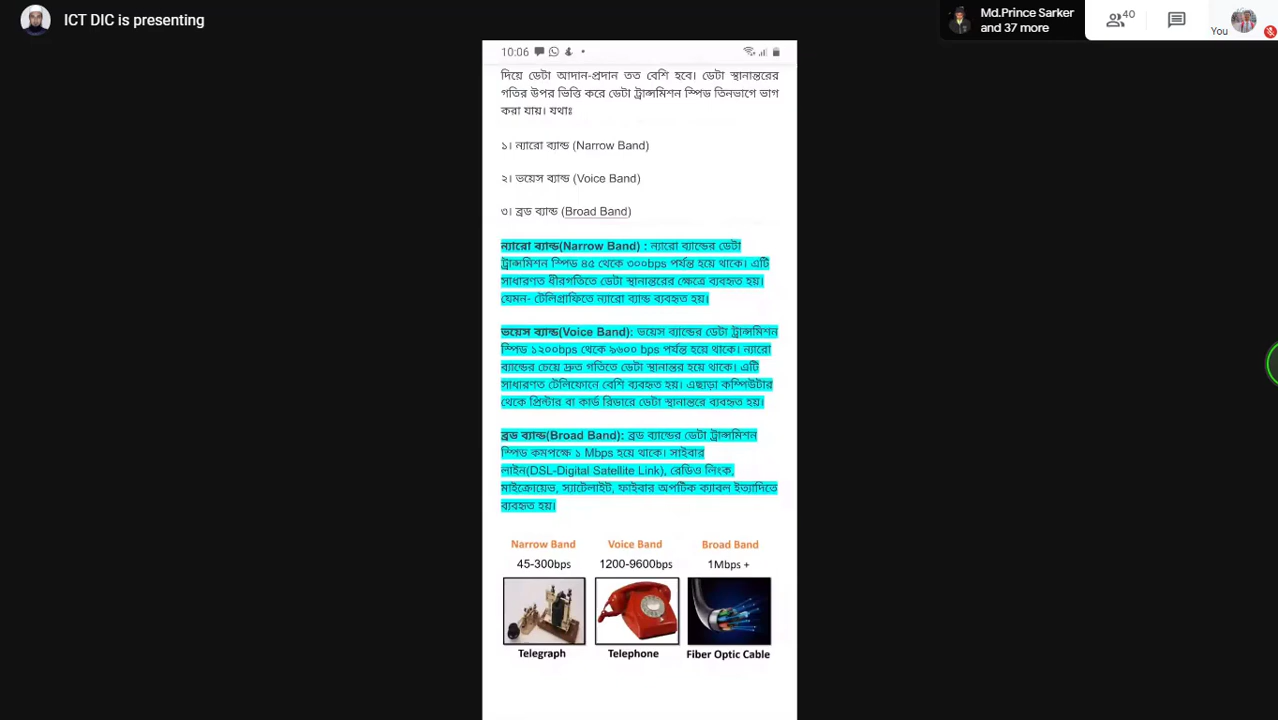 ICT DIC is presenting
Md.Prince Sarker
and 37 more
40
You
10:06
দিয়ে ডেটা আদান-প্রদান তত বেশি হবে। ডেটা স্থানান্তরের
গতির উপর ভিত্তি করে ডেটা ট্রান্সমিশন স্পিড তিনভাগে ভাগ
করা যায়। যথাঃ
১। ন্যারো ব্যান্ড (Narrow Band)
২। ভয়েস ব্যান্ড (Voice Band)
৩। ব্রড ব্যান্ড (Broad Band)
ন্যারো ব্যান্ড(Narrow Band) : ন্যারো ব্যান্ডের ডেটা
ট্রান্সমিশন স্পিড ৪৫ থেকে ৩০০bps পর্যন্ত হয়ে থাকে। এটি
সাধারণত ধীরগতিতে ডেটা স্থানান্তরের ক্ষেত্রে ব্যবহৃত হয়।
যেমন- টেলিগ্রাফিতে ন্যারো ব্যান্ড ব্যবহৃত হয়।
ভয়েস ব্যান্ড(Voice Band): ভয়েস ব্যান্ডের ডেটা ট্রান্সমিশন
স্পিড ১২০০bps থেকে ৯৬০০ bps পর্যন্ত হয়ে থাকে। ন্যারো
ব্যান্ডের চেয়ে দ্রুত গতিতে ডেটা স্থানান্তর হয়ে থাকে। এটি
সাধারণত টেলিফোনে বেশি ব্যবহৃত হয়। এছাড়া কম্পিউটার
থেকে প্রিন্টার বা কার্ড রিডারে ডেটা স্থানান্তরে ব্যবহৃত হয়।
ব্রড ব্যান্ড(Broad Band): ব্রড ব্যান্ডের ডেটা ট্রান্সমিশন
স্পিড কমপক্ষে ১ Mbps হয়ে থাকে। সাইবার
লাইন(DSL-Digital Satellite Link), রেডিও লিংক,
মাইক্রোয়েভ, স্যাটেলাইট, ফাইবার অপটিক ক্যাবল ইত্যাদিতে
ব্যবহৃত হয়।
Narrow Band Voice Band Broad Band
45-300bps 1200-9600bps 1Mbps +
Telegraph Telephone Fiber Optic Cable